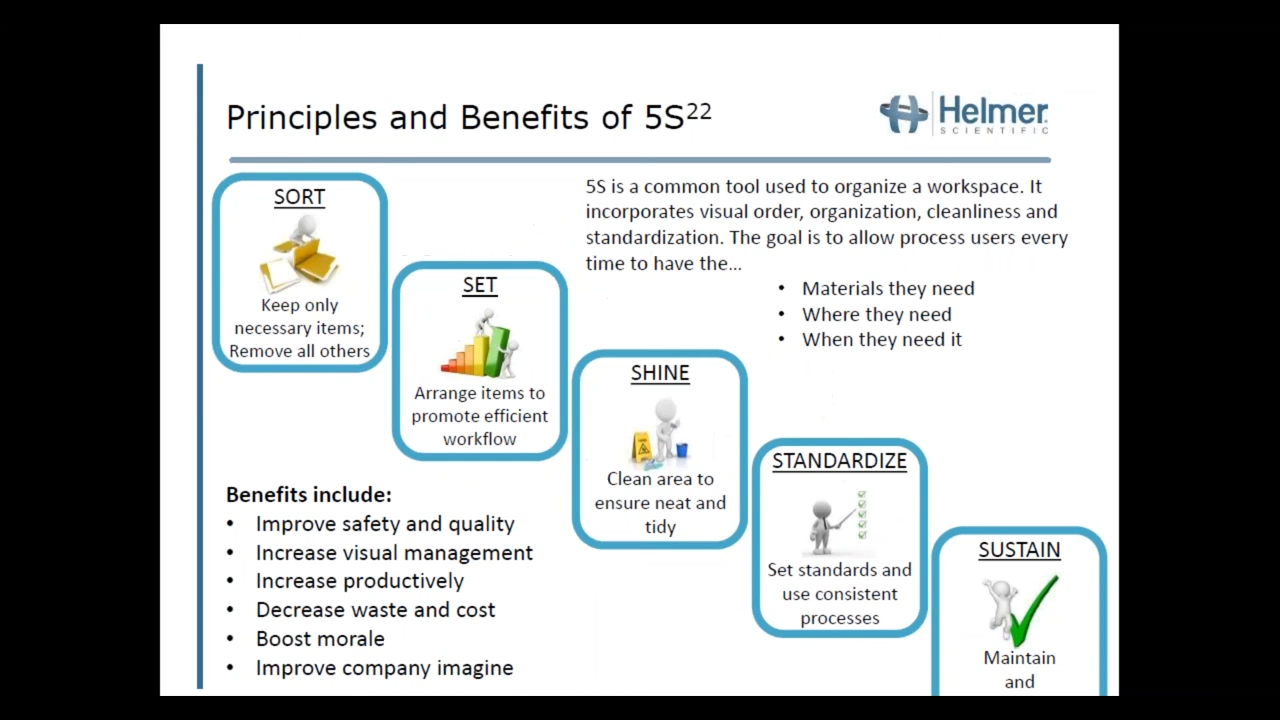 Principles and Benefits of 5S22
Helmer
SCIENTIFIC
SORT
Keep only
necessary items;
Remove all others
SET
Arrange items to
promote efficient
workflow
5S is a common tool used to organize a workspace. It
incorporates visual order, organization, cleanliness and
standardization. The goal is to allow process users every
time to have the...
• Materials they need
• Where they need
• When they need it
SHINE
Clean area to
ensure neat and
tidy
STANDARDIZE
Set standards and
use consistent
processes
SUSTAIN
Maintain
and
Benefits include:
• Improve safety and quality
• Increase visual management
• Increase productively
• Decrease waste and cost
• Boost morale
• Improve company imagine